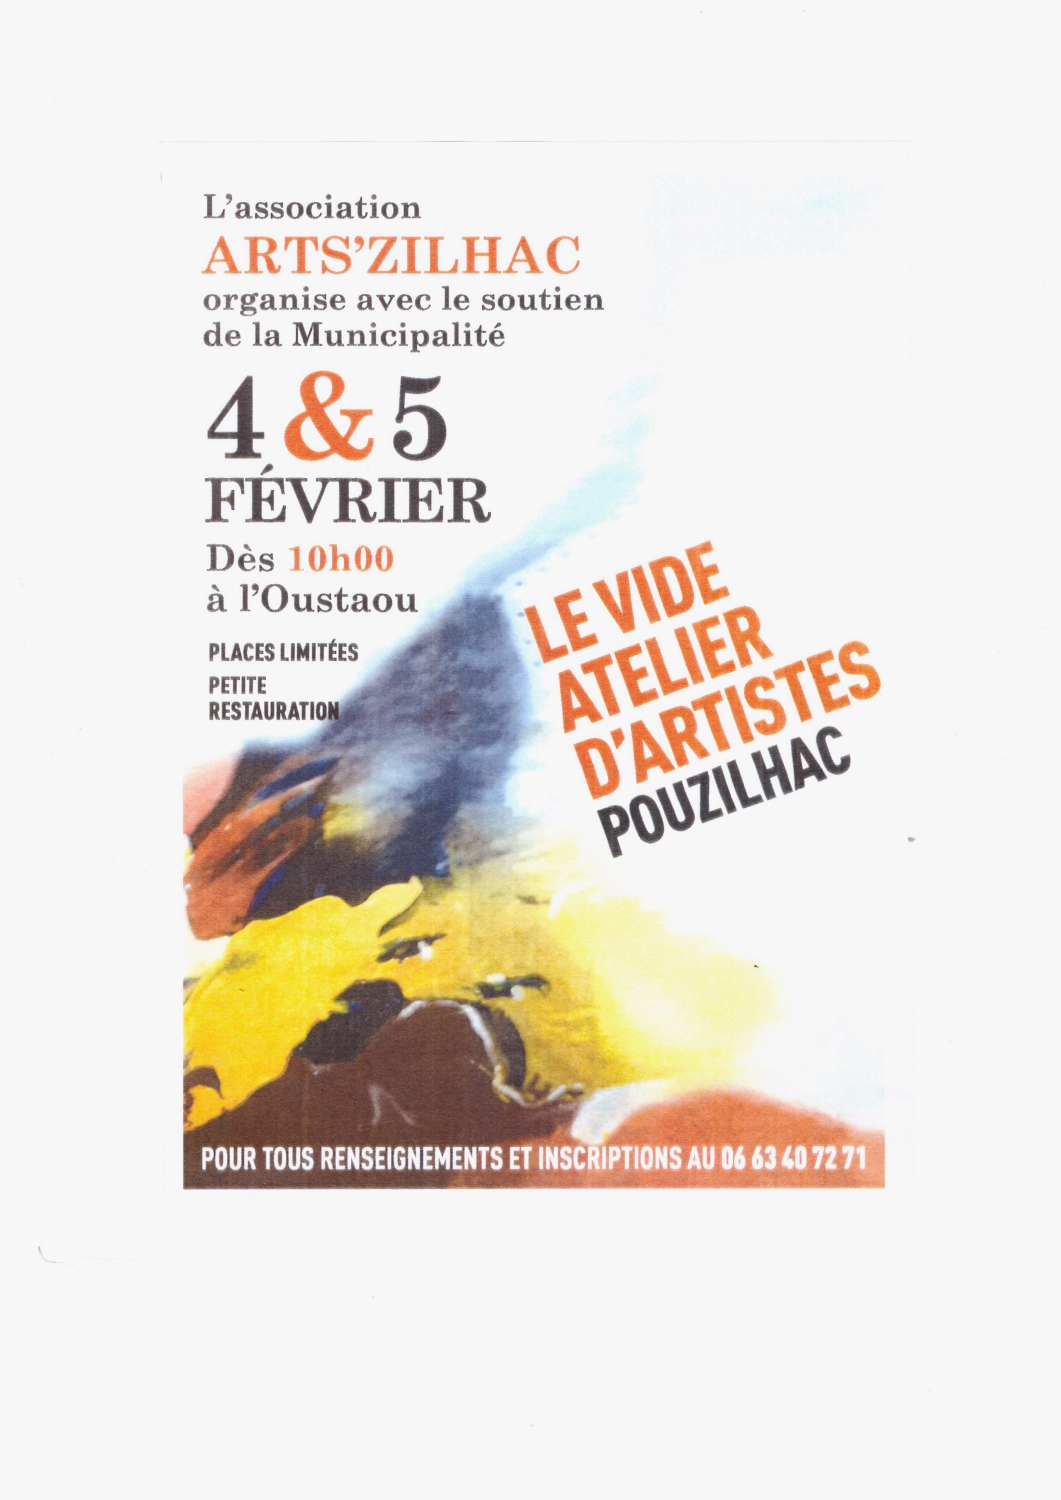 L'association
ARTS'ZILHAC
organise avec le soutien
de la Municipalité
4 & 5
FÉVRIER
Dès 10h00
à l'Oustaou
PLACES LIMITÉES
PETITE
RESTAURATION
LE VIDE
ATELIER
D'ARTISTES
POUZILHAC
POUR TOUS RENSEIGNEMENTS ET INSCRIPTIONS AU 06 63 40 72 71